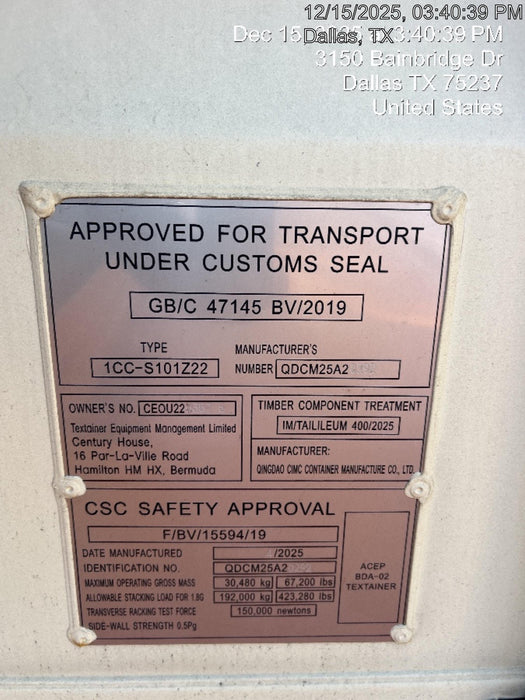 12/15/2025, 03:40:39 PM
Dallas, TX
3150 Bainbridge Dr
Dallas TX 75237
United States
APPROVED FOR TRANSPORT
UNDER CUSTOMS SEAL
GB/C 47145 BV/2019
TYPE
1CC-S101Z22
MANUFACTURER'S
NUMBER QDCM25A2
OWNER'S NO. CEOU22
Textainer Equipment Management Limited
Century House,
16 Par-La-Ville Road
Hamilton HM HX, Bermuda
TIMBER COMPONENT TREATMENT
IM/TAILILEUM 400/2025
MANUFACTURER:
QINGDAO CIMC CONTAINER MANUFACTURE CO., LTD.
CSC SAFETY APPROVAL
F/BV/15594/19
DATE MANUFACTURED /2025
IDENTIFICATION NO. QDCM25A2
MAXIMUM OPERATING GROSS MASS 30,480 kg 67,200 lbs
ALLOWABLE STACKING LOAD FOR 1.8G 192,000 kg 423,280 lbs
TRANSVERSE RACKING TEST FORCE 150,000 newtons
SIDE-WALL STRENGTH 0.5Pg
ACEP
BDA-02
TEXTAINER